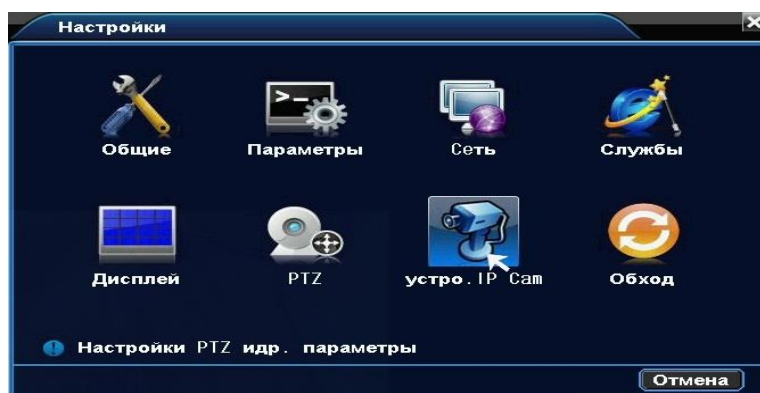 Настройки
Общие Параметры Сеть Службы
Дисплей PTZ устро.IP Cam Обход
Настройки PTZ идр. параметры
Отмена